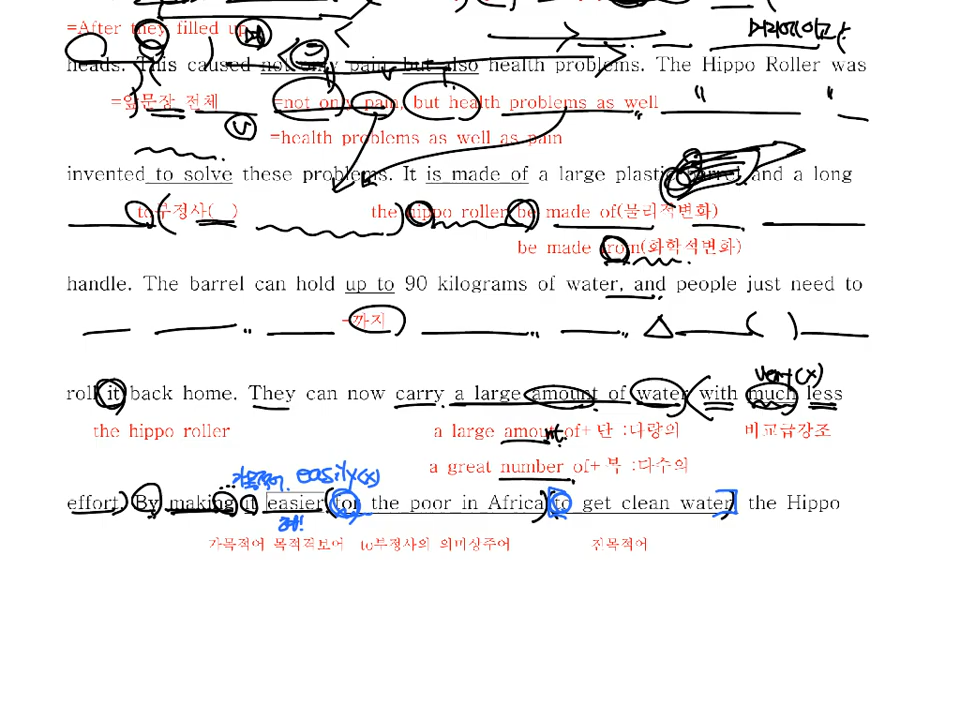 =After they filled up
heads. This caused not only pain, but also health problems. The Hippo Roller was
=앞문장 전체 =not only pain, but health problems as well
=health problems as well as pain
invented to solve these problems. It is made of a large plastic barrel and a long
to부정사( ) the hippo roller be made of(물리적변화)
be made from(화학적변화)
handle. The barrel can hold up to 90 kilograms of water, and people just need to
=까지
very(x)
roll it back home. They can now carry a large amount of water with much less
the hippo roller a large amount of+ 단 :다량의 비교급강조
a great number of+ 복 :다수의
가목적어 easily(x)
effort. By making it easier for the poor in Africa to get clean water, the Hippo
가목적어 목적격보어 to부정사의 의미상주어 진목적어